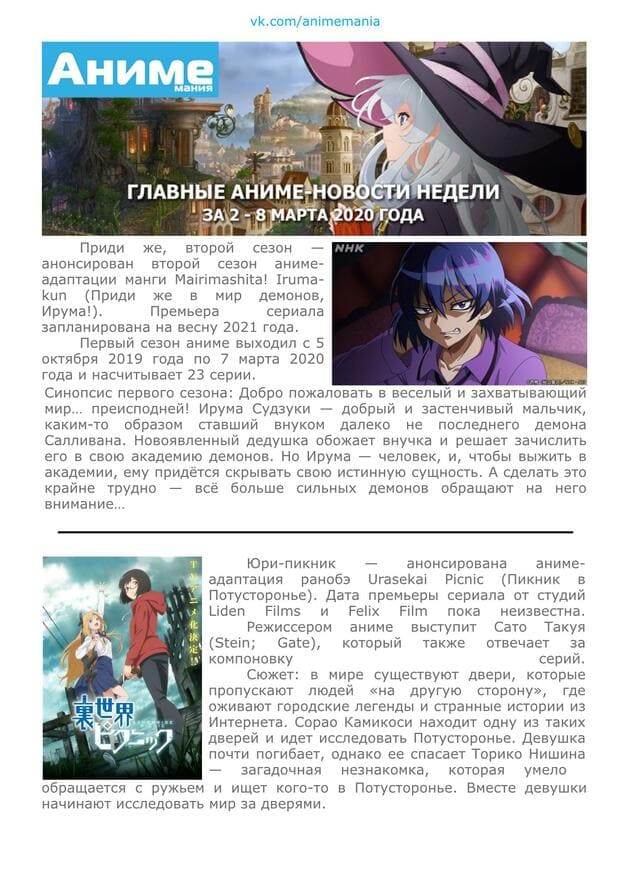 vk.com/animemania
Аниме
мания
ГЛАВНЫЕ АНИМЕ-НОВОСТИ НЕДЕЛИ
ЗА 2 - 8 МАРТА 2020 ГОДА
Приди же, второй сезон —
анонсирован второй сезон аниме-
адаптации манги Mairimashita! Iruma-
kun (Приди же в мир демонов,
Ирума!). Премьера сериала
запланирована на весну 2021 года.
Первый сезон аниме выходил с 5
октября 2019 года по 7 марта 2020
года и насчитывает 23 серии.
NHK
Синопсис первого сезона: Добро пожаловать в веселый и захватывающий
мир… преисподней! Ирума Судзуки — добрый и застенчивый мальчик,
каким-то образом ставший внуком далеко не последнего демона
Салливана. Новоявленный дедушка обожает внучка и решает зачислить
его в свою академию демонов. Но Ирума — человек, и, чтобы выжить в
академии, ему придётся скрывать свою истинную сущность. А сделать это
крайне трудно — всё больше сильных демонов обращают на него
внимание…
TVアニメ化決定!!
裏世界
ピクニック
Юри-пикник — анонсирована аниме-
адаптация ранобэ Urasekai Picnic (Пикник в
Потусторонье). Дата премьеры сериала от студий
Liden Films и Felix Film пока неизвестна.
Режиссером аниме выступит Сато Такуя
(Stein; Gate), который также отвечает за
компоновку серий.
Сюжет: в мире существуют двери, которые
пропускают людей «на другую сторону», где
оживают городские легенды и странные истории из
Интернета. Сорао Камикоси находит одну из таких
дверей и идет исследовать Потусторонье. Девушка
почти погибает, однако ее спасает Торико Нишина
— загадочная незнакомка, которая умело
обращается с ружьем и ищет кого-то в Потусторонье. Вместе девушки
начинают исследовать мир за дверями.